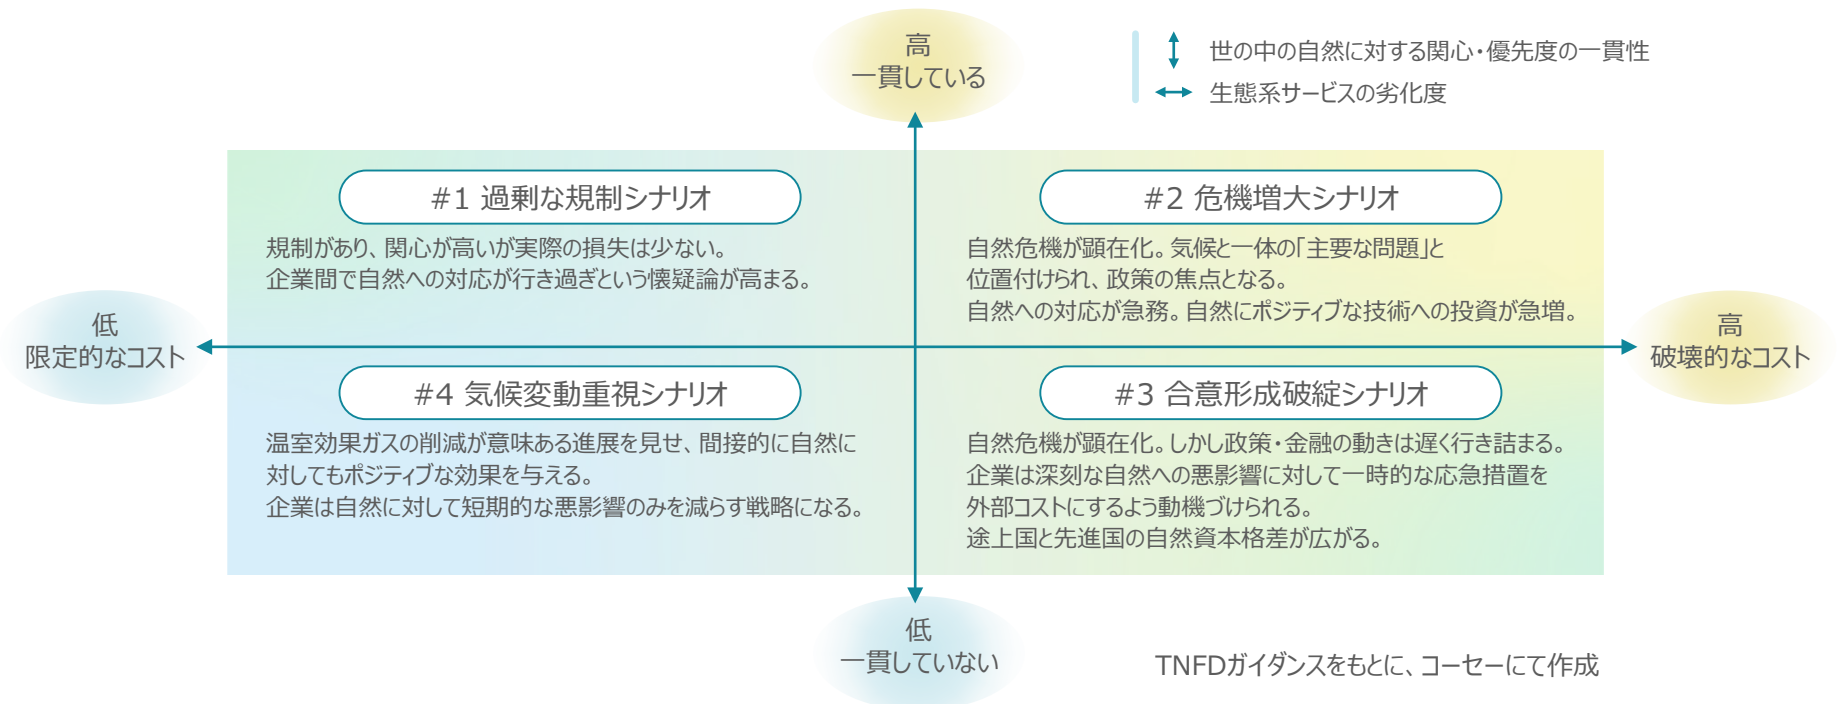 高
一貫している
世の中の自然に対する関心・優先度の一貫性
生態系サービスの劣化度
#1 過剰な規制シナリオ
規制があり、関心が高いが実際の損失は少ない。
企業間で自然への対応が行き過ぎという懐疑論が高まる。
#2 危機増大シナリオ
自然危機が顕在化。気候と一体の「主要な問題」と
位置付けられ、政策の焦点となる。
自然への対応が急務。自然にポジティブな技術への投資が急増。
低
限定的なコスト
高
破壊的なコスト
#4 気候変動重視シナリオ
温室効果ガスの削減が意味ある進展を見せ、間接的に自然に
対してもポジティブな効果を与える。
企業は自然に対して短期的な悪影響のみを減らす戦略になる。
#3 合意形成破綻シナリオ
自然危機が顕在化。しかし政策・金融の動きは遅く行き詰まる。
企業は深刻な自然への悪影響に対して一時的な応急措置を
外部コストにするよう動機づけられる。
途上国と先進国の自然資本格差が広がる。
低
一貫していない
TNFDガイダンスをもとに、コーセーにて作成